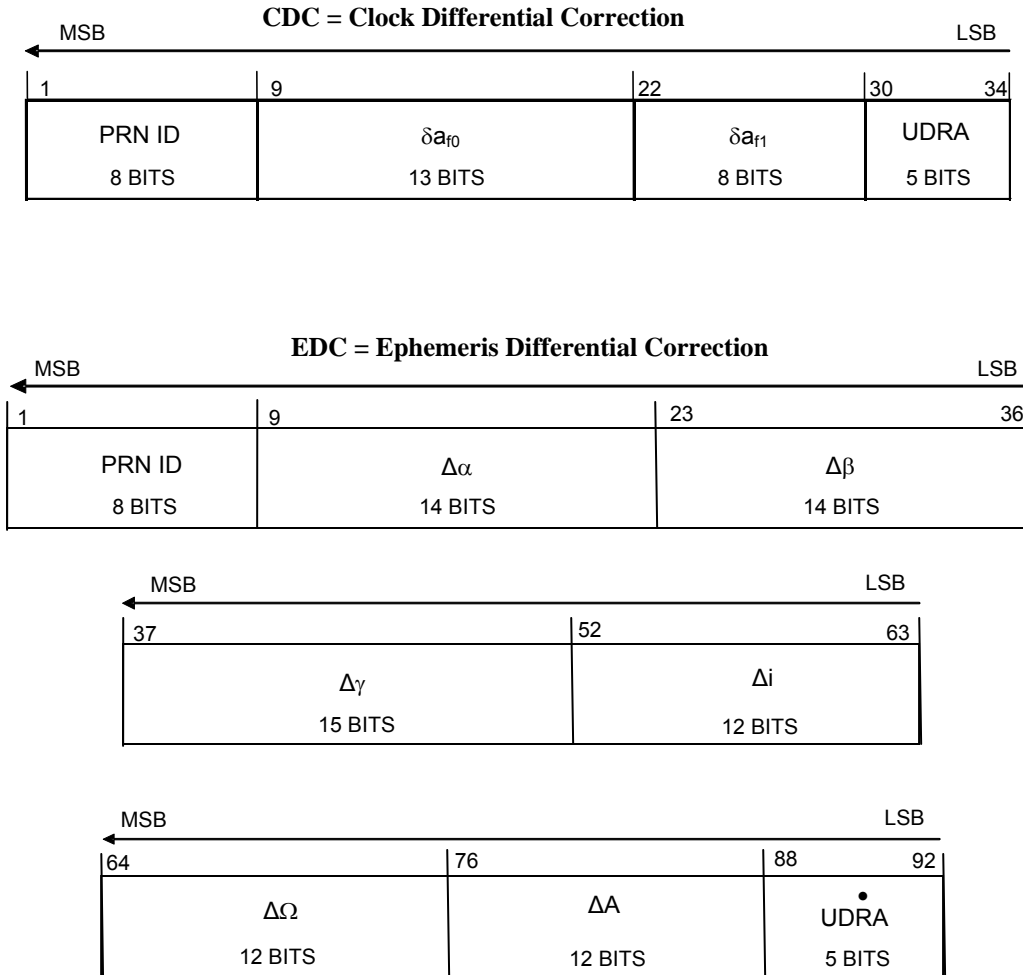 CDC = Clock Differential Correction
MSB LSB
1 9 22 30 34
PRN ID δaf0 δaf1 UDRA
8 BITS 13 BITS 8 BITS 5 BITS
EDC = Ephemeris Differential Correction
MSB LSB
1 9 23 36
PRN ID Δα Δβ
8 BITS 14 BITS 14 BITS
MSB LSB
37 52 63
Δγ Δi
15 BITS 12 BITS
MSB LSB
64 76 88 92
ΔΩ ΔA UDRA•
12 BITS 12 BITS 5 BITS